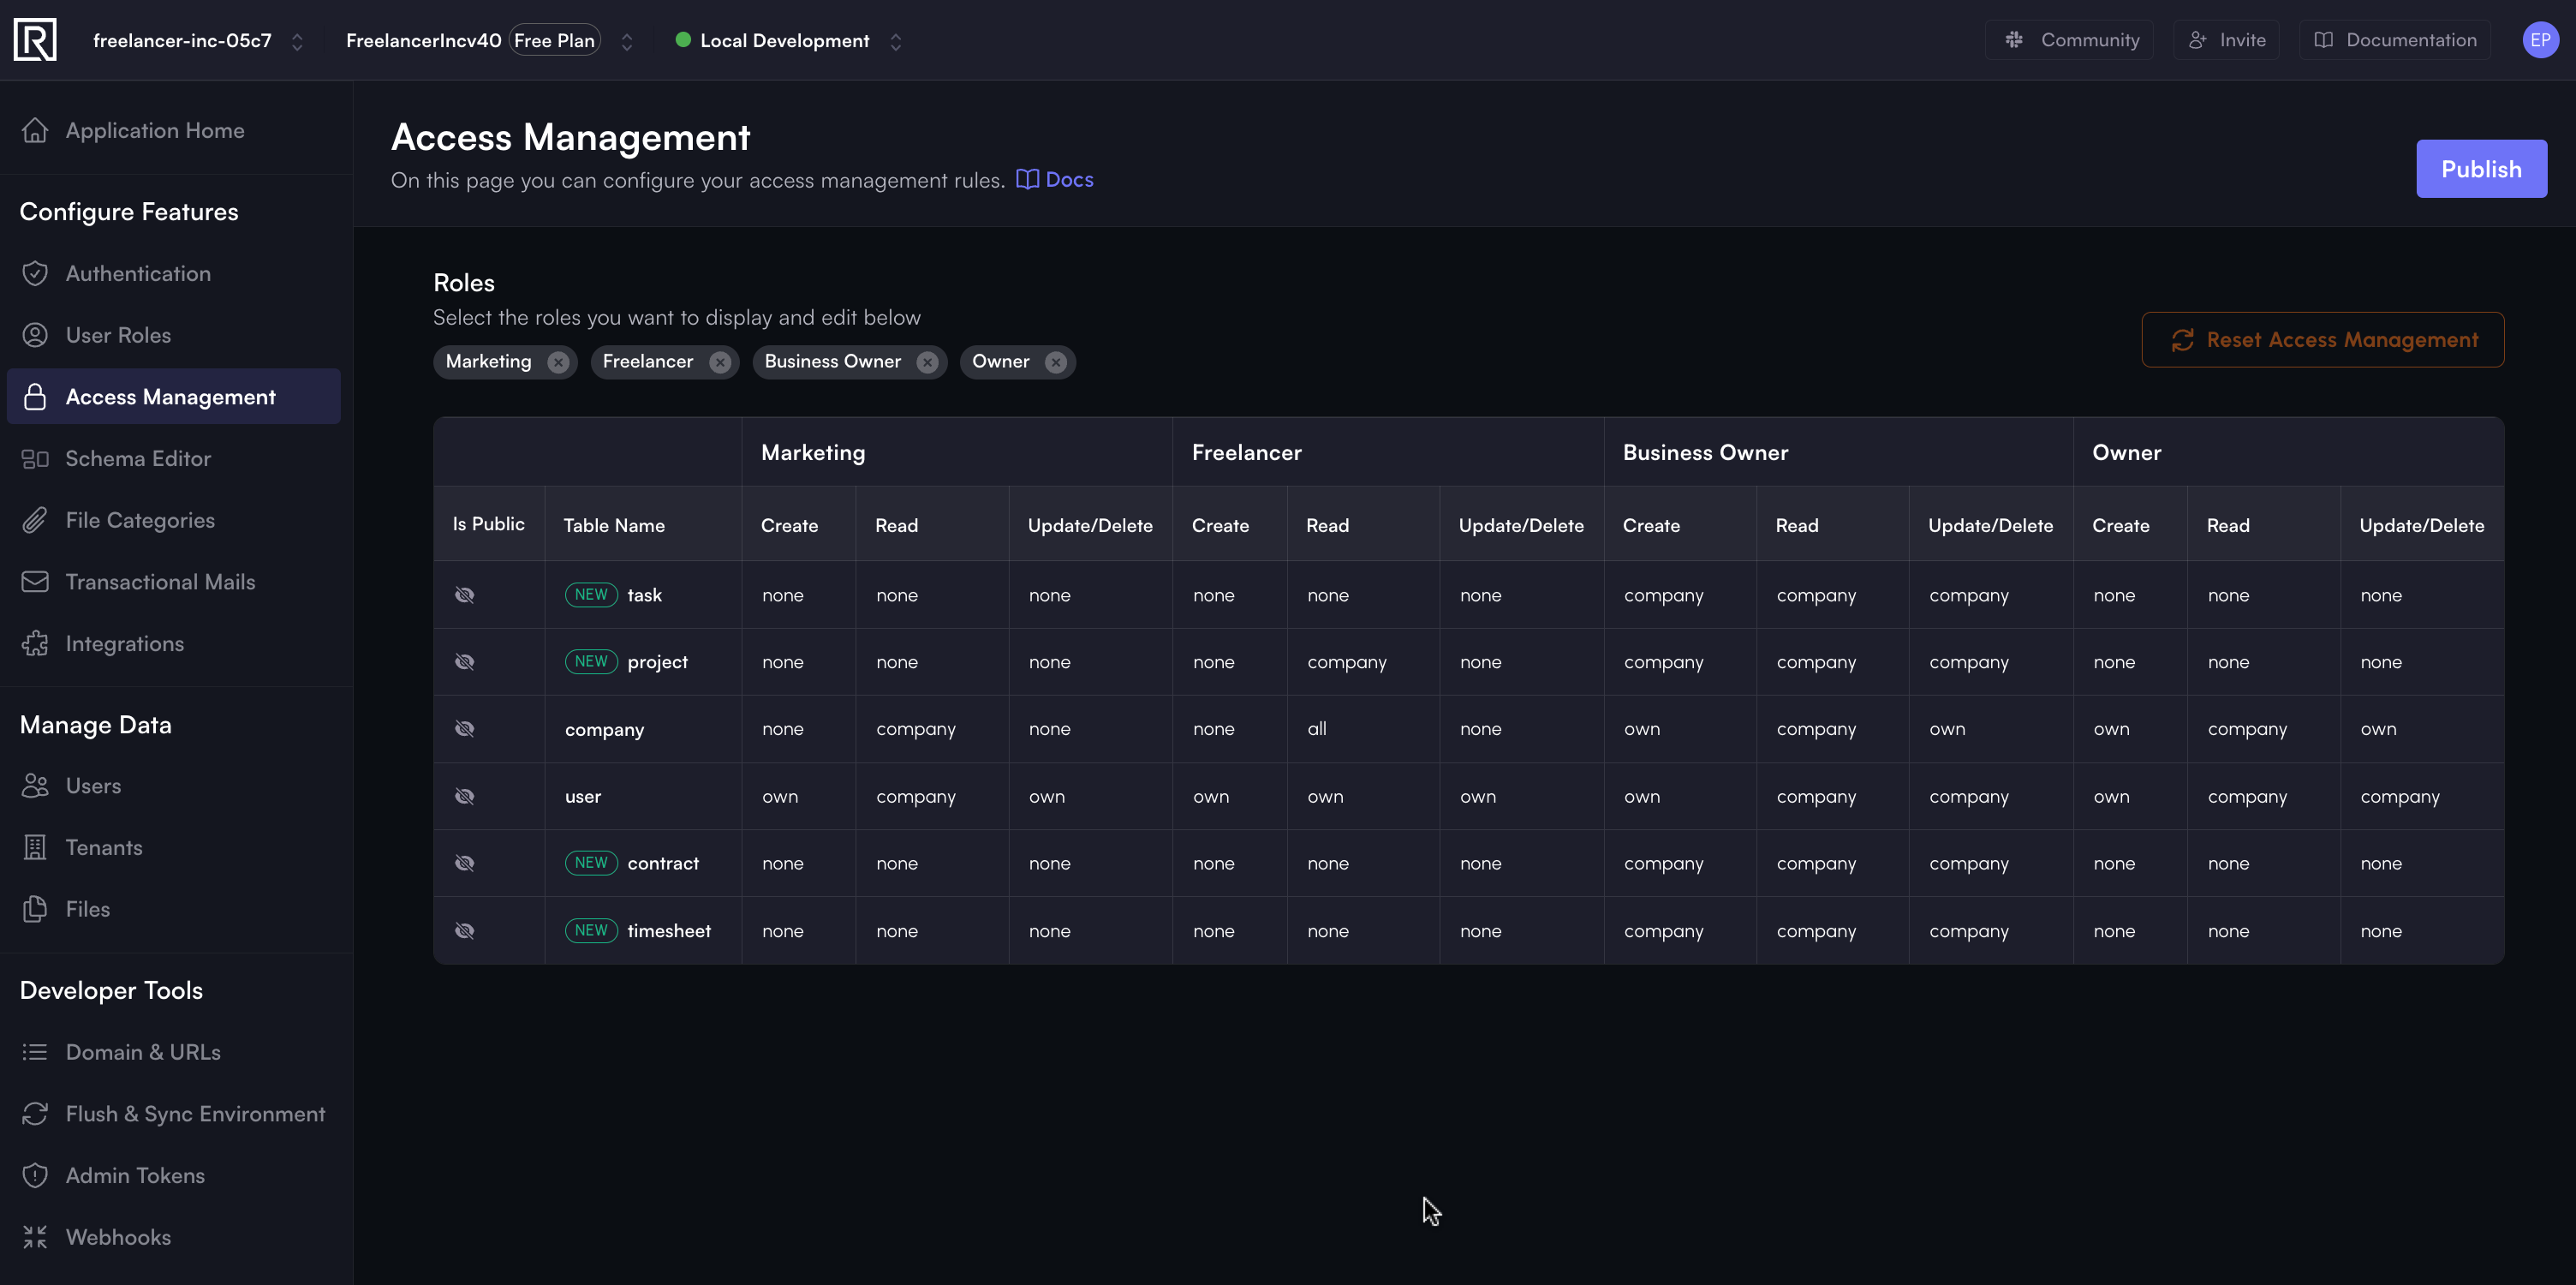 R freelancer-inc-05c7 FreelancerIncv40 Free Plan Local Development Community Invite Documentation EP
Application Home
Configure Features
Authentication
User Roles
Access Management
Schema Editor
File Categories
Transactional Mails
Integrations
Manage Data
Users
Tenants
Files
Developer Tools
Domain & URLs
Flush & Sync Environment
Admin Tokens
Webhooks
Access Management
On this page you can configure your access management rules. Docs
Publish
Roles
Select the roles you want to display and edit below
Marketing Freelancer Business Owner Owner
Reset Access Management
Marketing Freelancer Business Owner Owner
Is Public Table Name Create Read Update/Delete Create Read Update/Delete Create Read Update/Delete Create Read Update/Delete
NEW task none none none none none none company company company none none none
NEW project none none none none company none company company company none none none
company none company none none all none own company own own company own
user own company own own own own own company company own company company
NEW contract none none none none none none company company company none none none
NEW timesheet none none none none none none company company company none none none